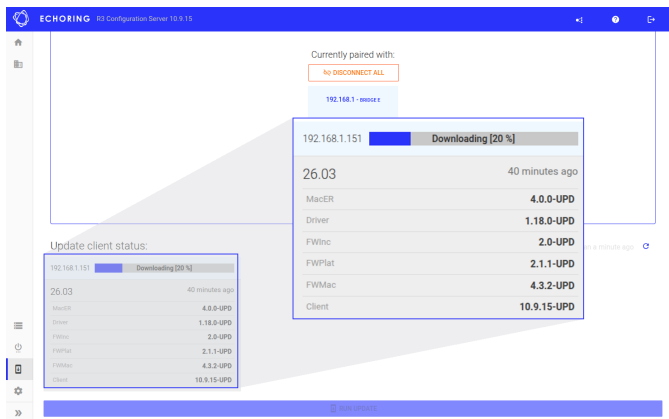 ECHORING R3 Configuration Server 10.9.15
Currently paired with:
DISCONNECT ALL
192.168.1 - BRIDGE E
192.168.1.151 Downloading [20 %]
26.03 40 minutes ago
MacER 4.0.0-UPD
Driver 1.18.0-UPD
FWInc 2.0-UPD
FWPlat 2.1.1-UPD
FWMac 4.3.2-UPD
Client 10.9.15-UPD
Update client status:
n a minute ago
192.168.1.151 Downloading [20 %]
26.03 40 minutes ago
MacER 4.0.0-UPD
Driver 1.18.0-UPD
FWInc 2.0-UPD
FWPlat 2.1.1-UPD
FWMac 4.3.2-UPD
Client 10.9.15-UPD
RUN UPDATE